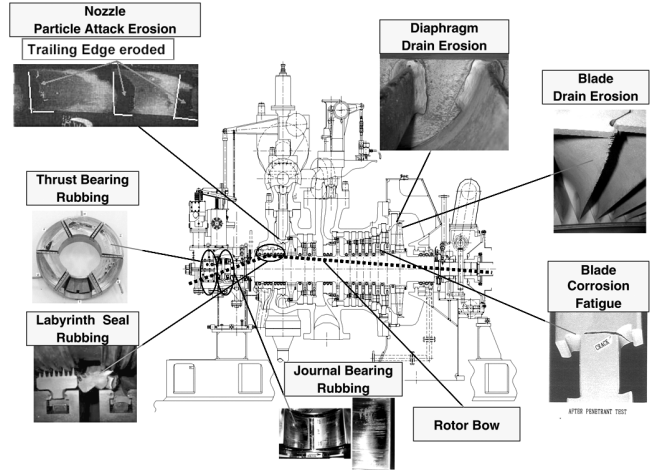 Nozzle
Particle Attack Erosion
Trailing Edge eroded
Diaphragm
Drain Erosion
Blade
Drain Erosion
Thrust Bearing
Rubbing
Blade
Corrosion
Fatigue
Labyrinth Seal
Rubbing
CRACK
Journal Bearing
Rubbing
Rotor Bow
AFTER PENETRANT TEST